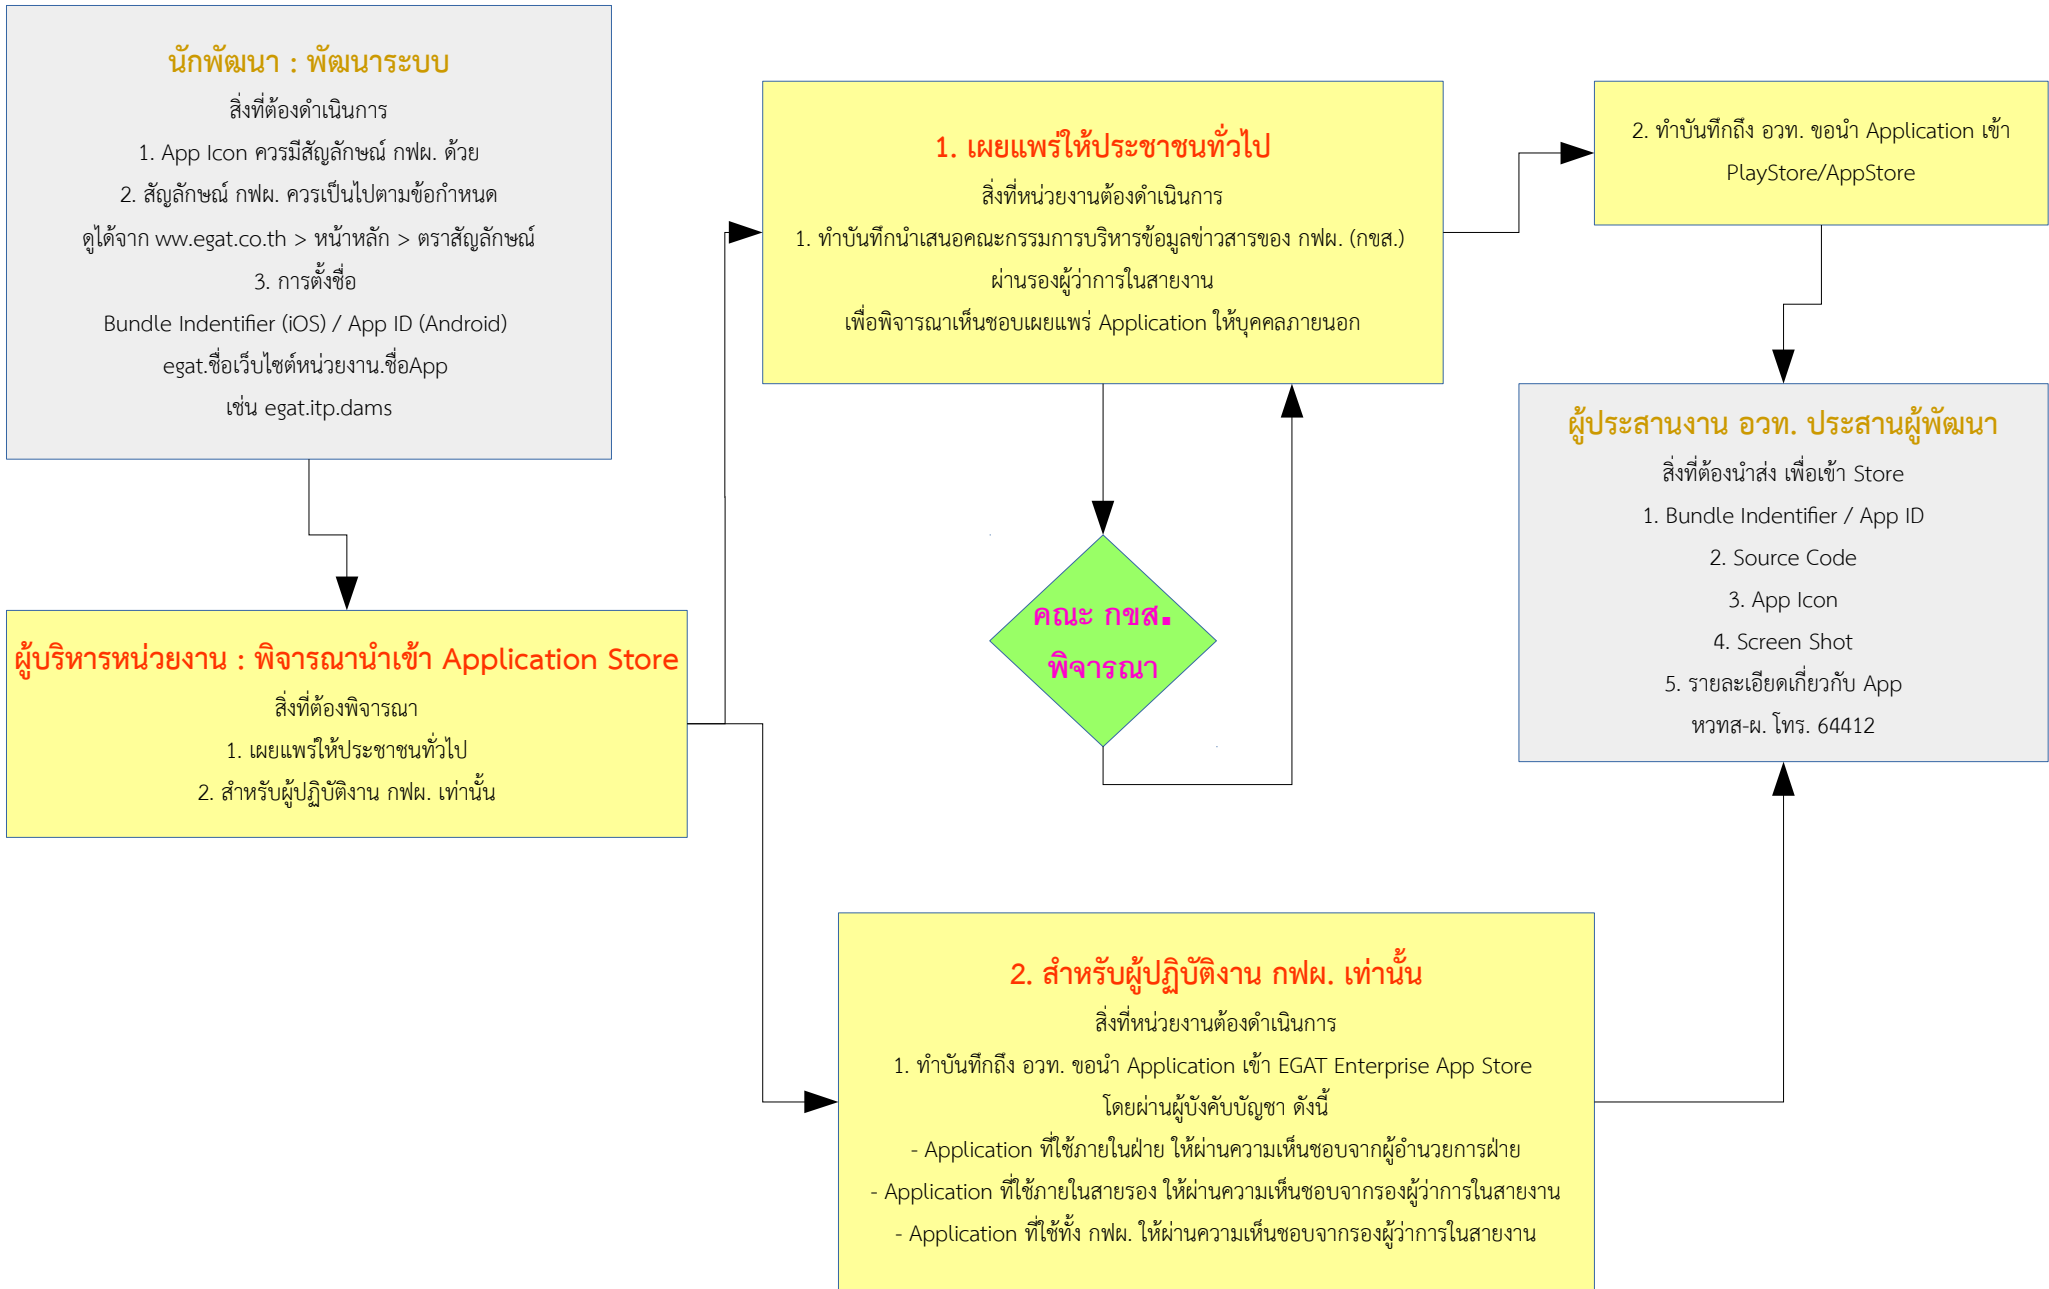 นักพัฒนา : พัฒนาระบบ
สิ่งที่ต้องดำเนินการ
1. App Icon ควรมีสัญลักษณ์ กฟผ. ด้วย
2. สัญลักษณ์ กฟผ. ควรเป็นไปตามข้อกำหนด
ดูได้จาก ww.egat.co.th > หน้าหลัก > ตราสัญลักษณ์
3. การตั้งชื่อ
Bundle Indentifier (iOS) / App ID (Android)
egat.ชื่อเว็บไซต์หน่วยงาน.ชื่อApp
เช่น egat.itp.dams
ผู้บริหารหน่วยงาน : พิจารณานำเข้า Application Store
สิ่งที่ต้องพิจารณา
1. เผยแพร่ให้ประชาชนทั่วไป
2. สำหรับผู้ปฏิบัติงาน กฟผ. เท่านั้น
1. เผยแพร่ให้ประชาชนทั่วไป
สิ่งที่หน่วยงานต้องดำเนินการ
1. ทำบันทึกนำเสนอคณะกรรมการบริหารข้อมูลข่าวสารของ กฟผ. (กขส.)
ผ่านรองผู้ว่าการในสายงาน
เพื่อพิจารณาเห็นชอบเผยแพร่ Application ให้บุคคลภายนอก
คณะ กขส.
พิจารณา
2. ทำบันทึกถึง อวท. ขอนำ Application เข้า
PlayStore/AppStore
ผู้ประสานงาน อวท. ประสานผู้พัฒนา
สิ่งที่ต้องนำส่ง เพื่อเข้า Store
1. Bundle Indentifier / App ID
2. Source Code
3. App Icon
4. Screen Shot
5. รายละเอียดเกี่ยวกับ App
หวทส-ผ. โทร. 64412
2. สำหรับผู้ปฏิบัติงาน กฟผ. เท่านั้น
สิ่งที่หน่วยงานต้องดำเนินการ
1. ทำบันทึกถึง อวท. ขอนำ Application เข้า EGAT Enterprise App Store
โดยผ่านผู้บังคับบัญชา ดังนี้
- Application ที่ใช้ภายในฝ่าย ให้ผ่านความเห็นชอบจากผู้อำนวยการฝ่าย
- Application ที่ใช้ภายในสายรอง ให้ผ่านความเห็นชอบจากรองผู้ว่าการในสายงาน
- Application ที่ใช้ทั้ง กฟผ. ให้ผ่านความเห็นชอบจากรองผู้ว่าการในสายงาน